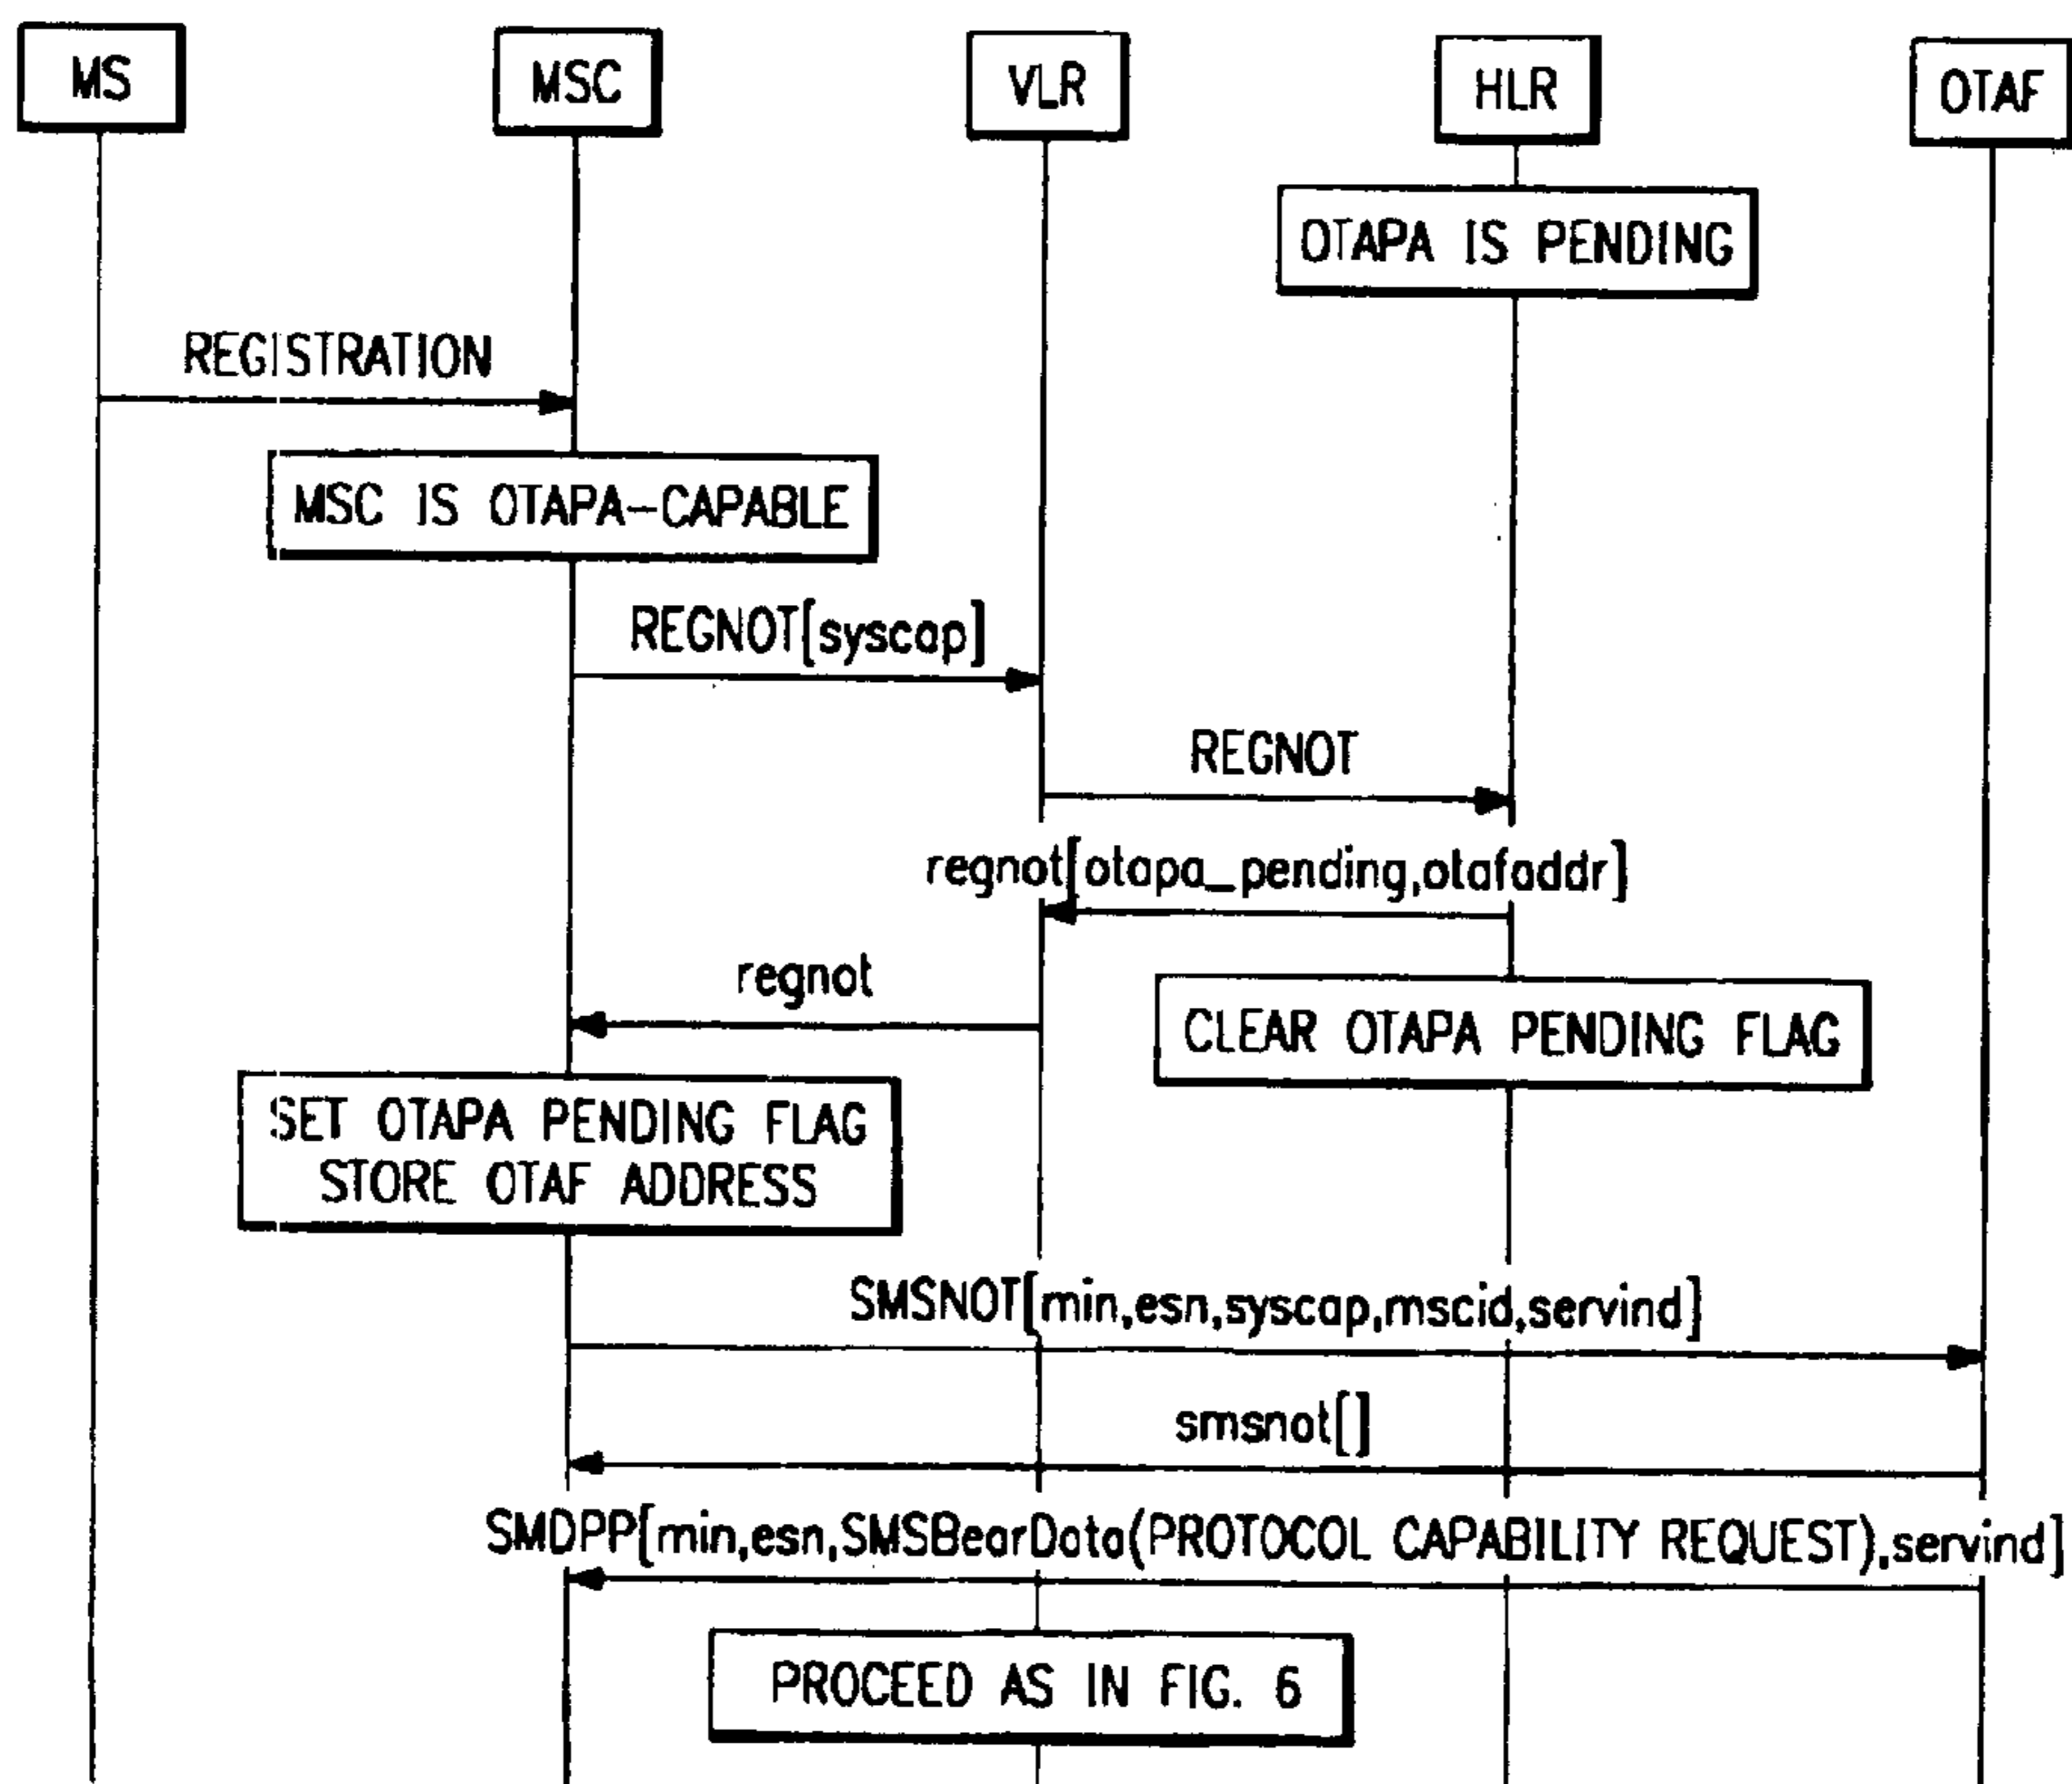 MS
MSC
VLR
HLR
OTAF
OTAPA IS PENDING
REGISTRATION
MSC IS OTAPA-CAPABLE
REGNOT[syscap]
REGNOT
regnot[otapa_pending,otafaddr]
regnot
CLEAR OTAPA PENDING FLAG
SET OTAPA PENDING FLAG
STORE OTAF ADDRESS
SMSNOT[min,esn,syscap,mscid,servind]
smsnot[]
SMDPP[min,esn,SMSBearData(PROTOCOL CAPABILITY REQUEST),servind]
PROCEED AS IN FIG. 6